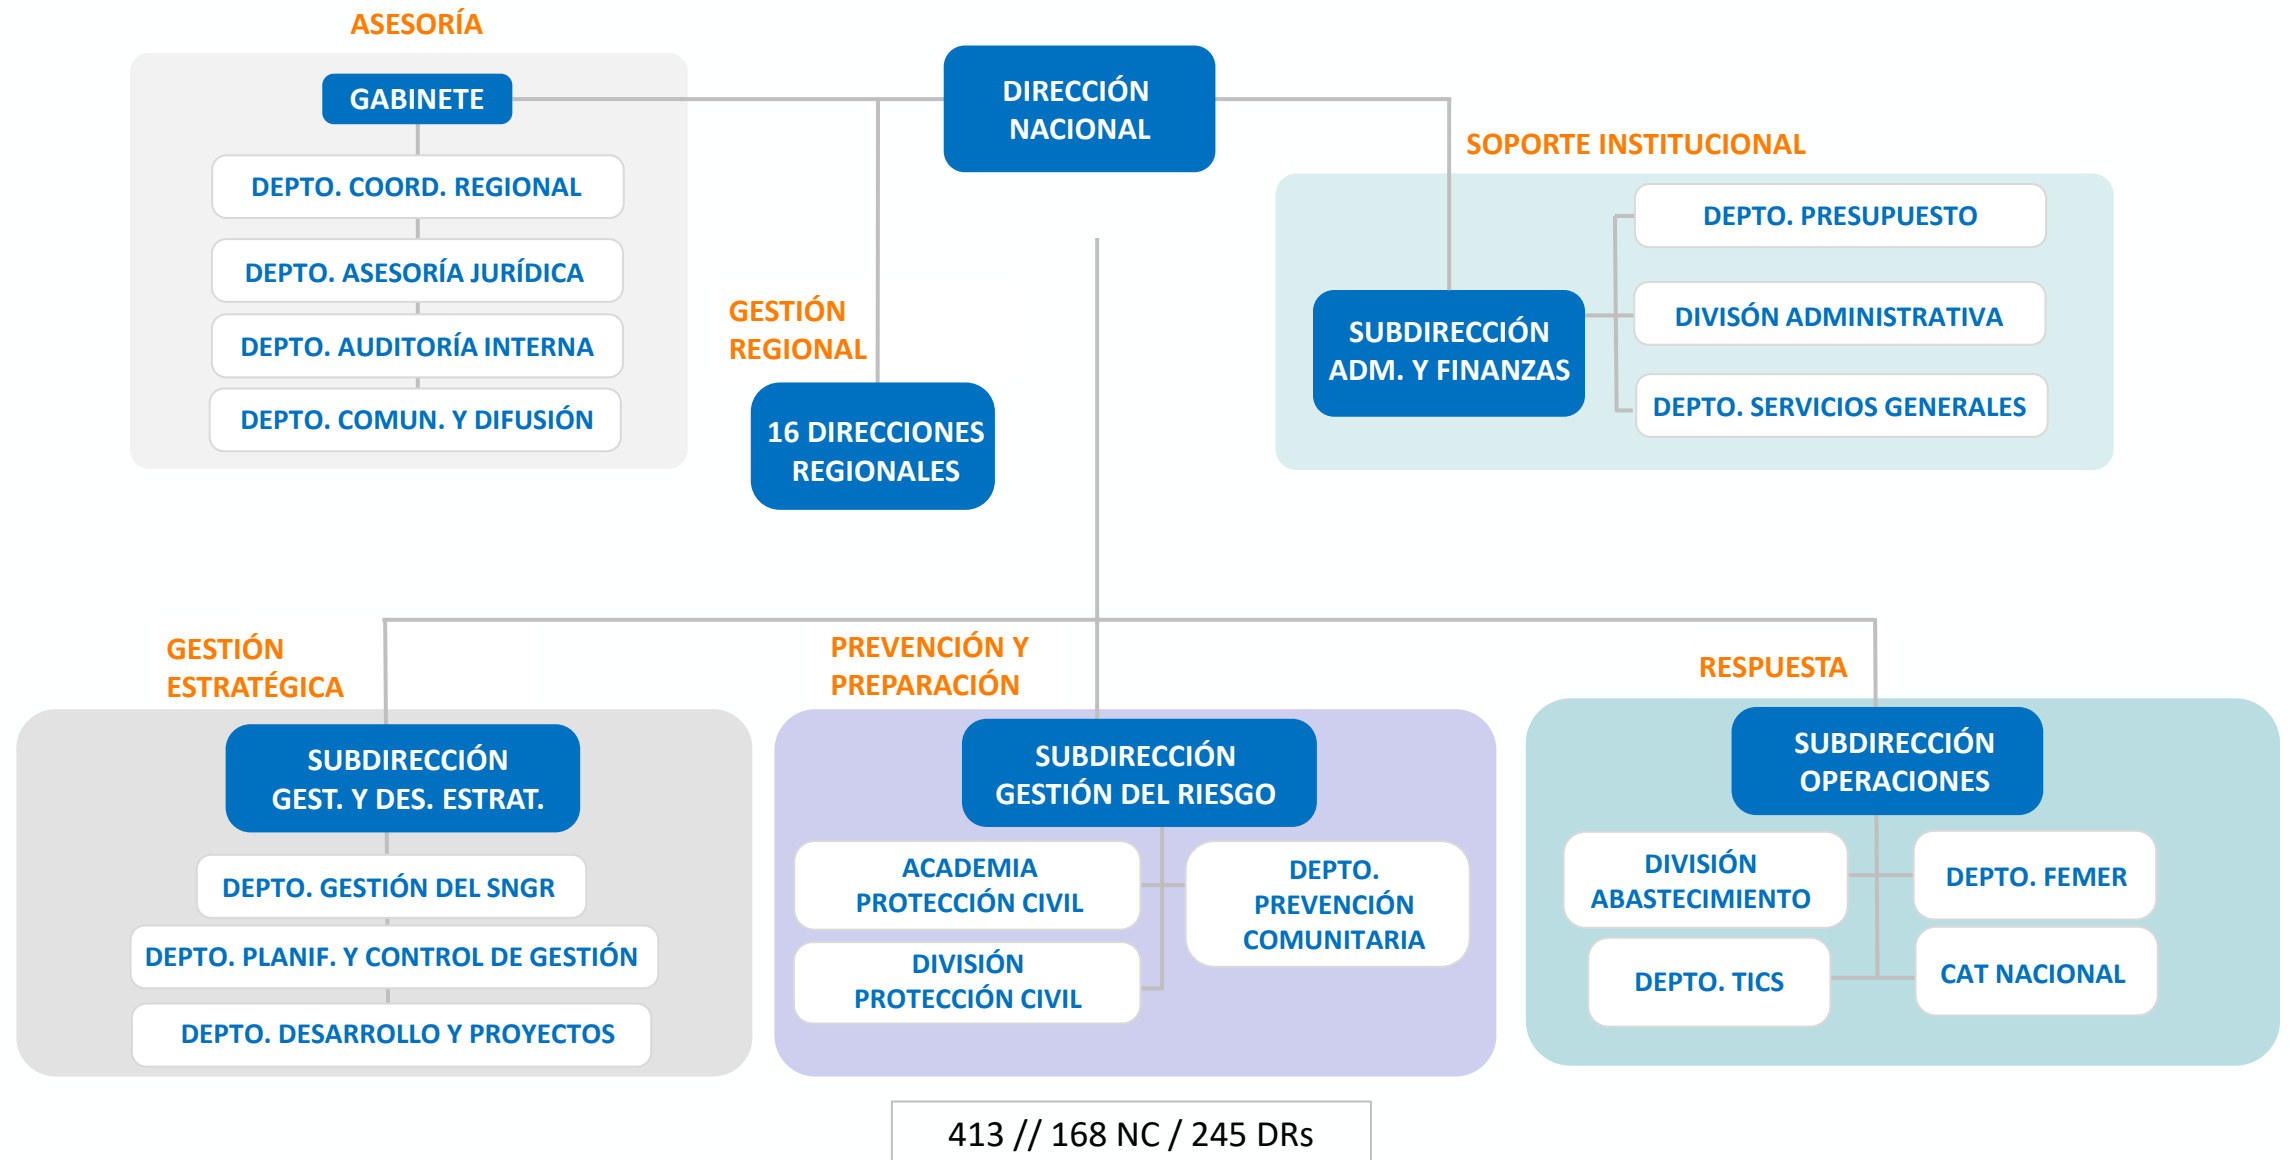 ASESORÍA
GABINETE
DEPTO. COORD. REGIONAL
DEPTO. ASESORÍA JURÍDICA
DEPTO. AUDITORÍA INTERNA
DEPTO. COMUN. Y DIFUSIÓN
DIRECCIÓN
NACIONAL
GESTIÓN
REGIONAL
16 DIRECCIONES
REGIONALES
SOPORTE INSTITUCIONAL
SUBDIRECCIÓN
ADM. Y FINANZAS
DEPTO. PRESUPUESTO
DIVISÓN ADMINISTRATIVA
DEPTO. SERVICIOS GENERALES
GESTIÓN
ESTRATÉGICA
SUBDIRECCIÓN
GEST. Y DES. ESTRAT.
DEPTO. GESTIÓN DEL SNGR
DEPTO. PLANIF. Y CONTROL DE GESTIÓN
DEPTO. DESARROLLO Y PROYECTOS
PREVENCIÓN Y
PREPARACIÓN
SUBDIRECCIÓN
GESTIÓN DEL RIESGO
ACADEMIA
PROTECCIÓN CIVIL
DIVISIÓN
PROTECCIÓN CIVIL
DEPTO.
PREVENCIÓN
COMUNITARIA
RESPUESTA
SUBDIRECCIÓN
OPERACIONES
DIVISIÓN
ABASTECIMIENTO
DEPTO. FEMER
DEPTO. TICS
CAT NACIONAL
413 // 168 NC / 245 DRs